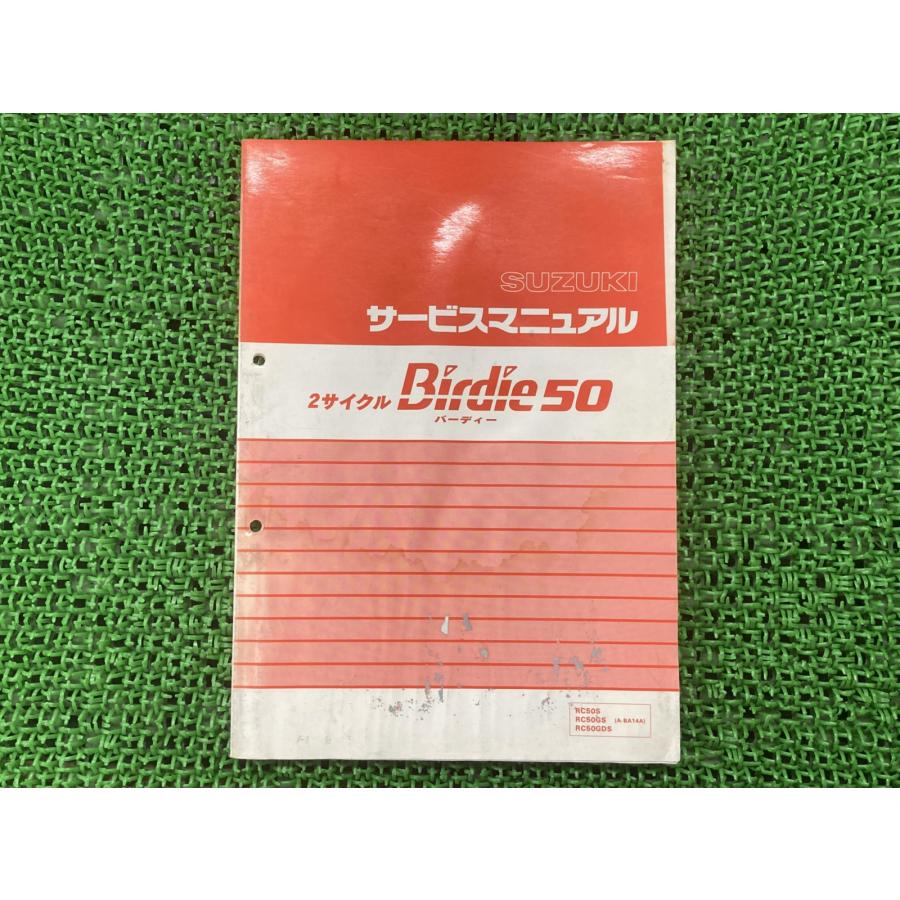 SUZUKI
サービスマニュアル
2サイクル Birdie 50
バーディー
RC50S
RC50GS (A-BA14A)
RC50GDS